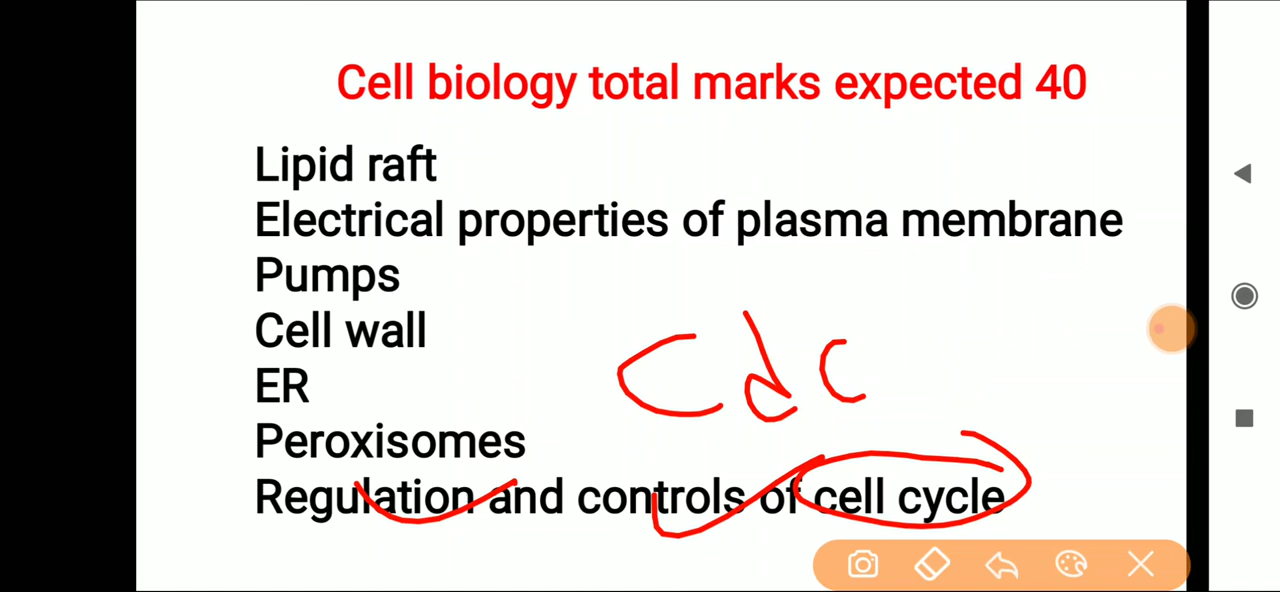 Cell biology total marks expected 40
Lipid raft
Electrical properties of plasma membrane
Pumps
Cell wall
ER
cdc
Peroxisomes
Regulation and controls of cell cycle